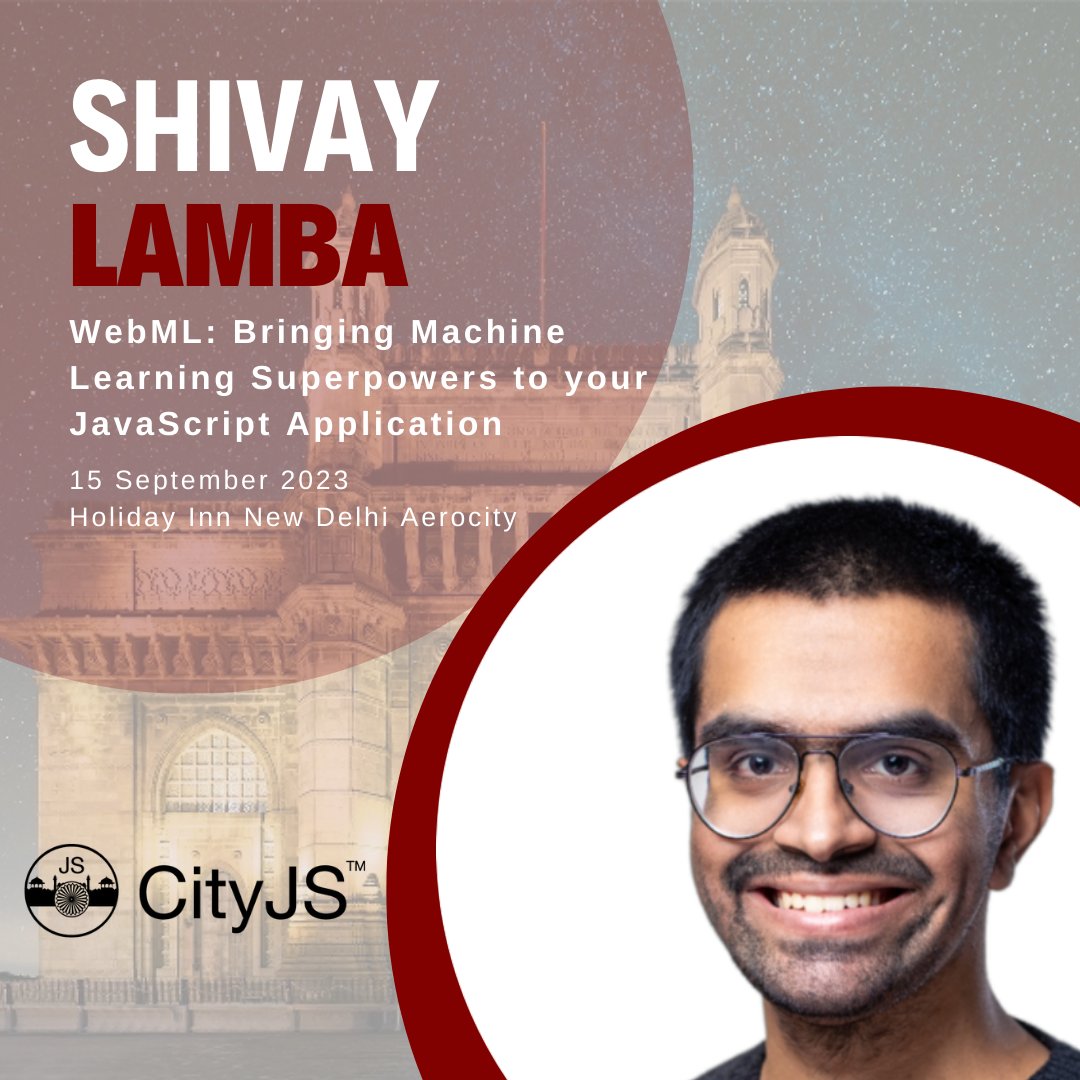 SHIVAY
LAMBA
WebML: Bringing Machine
Learning Superpowers to your
JavaScript Application
15 September 2023
Holiday Inn New Delhi Aerocity
JS
CityJS™